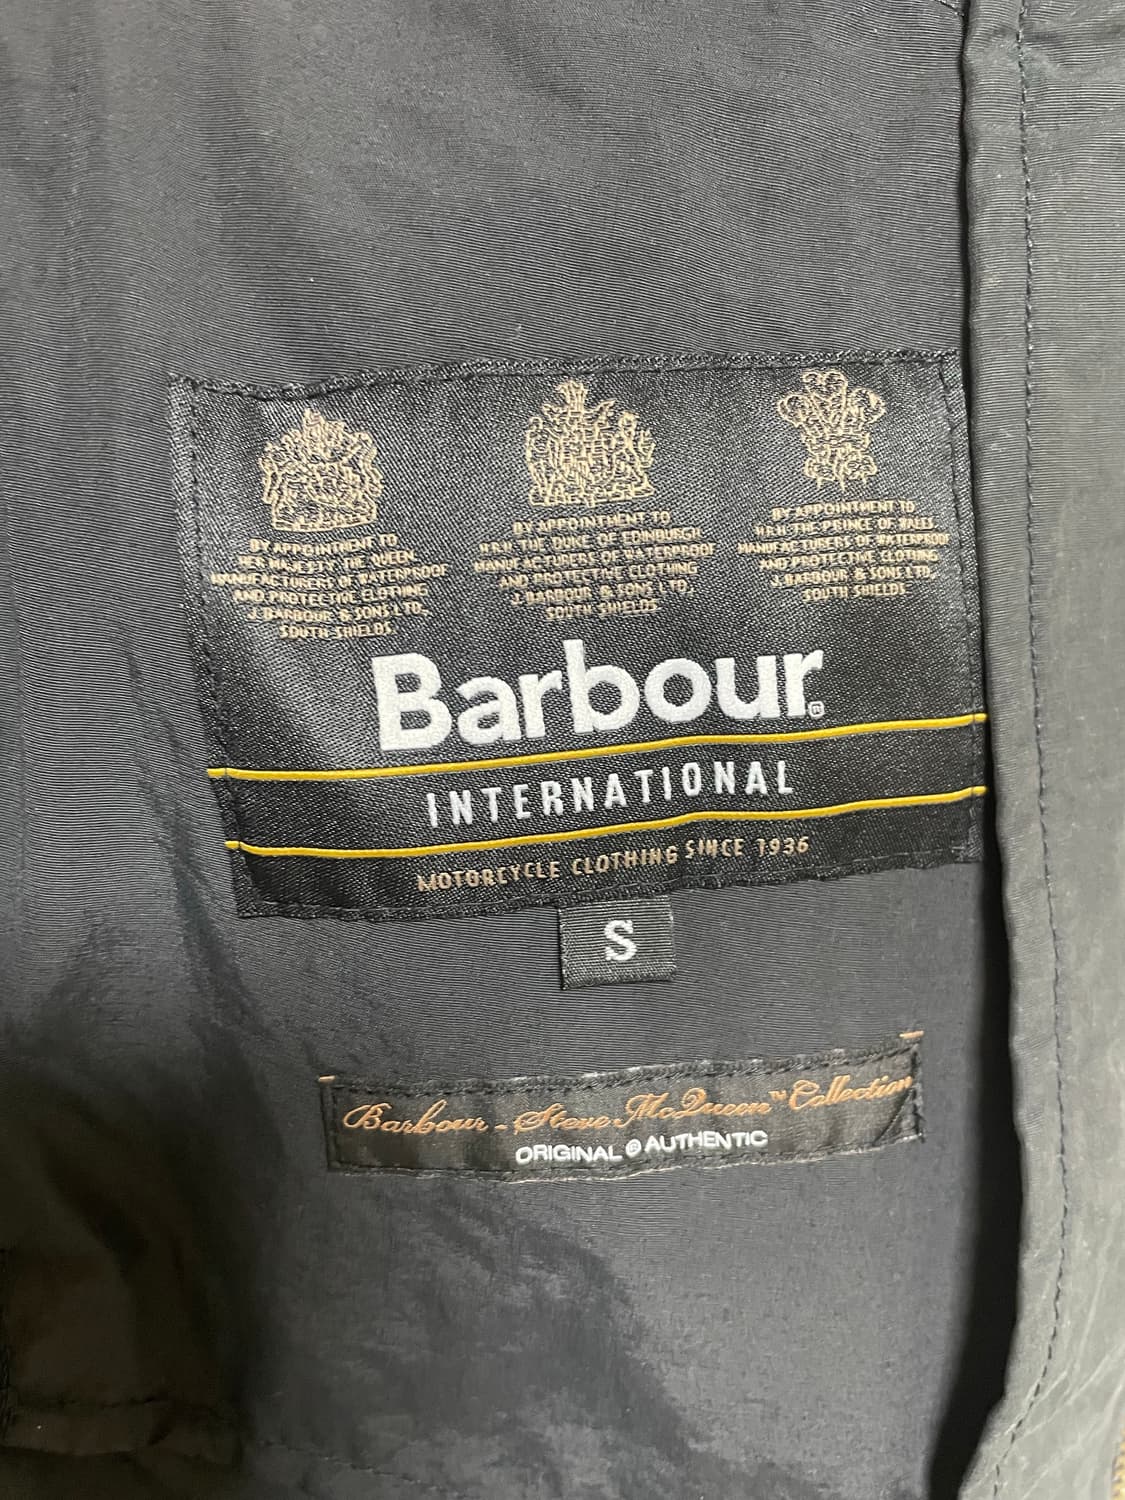 BY APPOINTMENT TO
HER MAJESTY THE QUEEN
MANUFACTURERS OF WATERPROOF
AND PROTECTIVE CLOTHING
J. BARBOUR & SONS LTD,
SOUTH SHIELDS.
BY APPOINTMENT TO
H.R.H. THE DUKE OF EDINBURGH
MANUFACTURERS OF WATERPROOF
AND PROTECTIVE CLOTHING
J. BARBOUR & SONS LTD,
SOUTH SHIELDS
BY APPOINTMENT TO
H.R.H. THE PRINCE OF WALES
MANUFACTURERS OF WATERPROOF
AND PROTECTIVE CLOTHING
J. BARBOUR & SONS LTD,
SOUTH SHIELDS
Barbour®
INTERNATIONAL
MOTORCYCLE CLOTHING SINCE 1936
S
Barbour - Steve McQueen™ Collection
ORIGINAL & AUTHENTIC